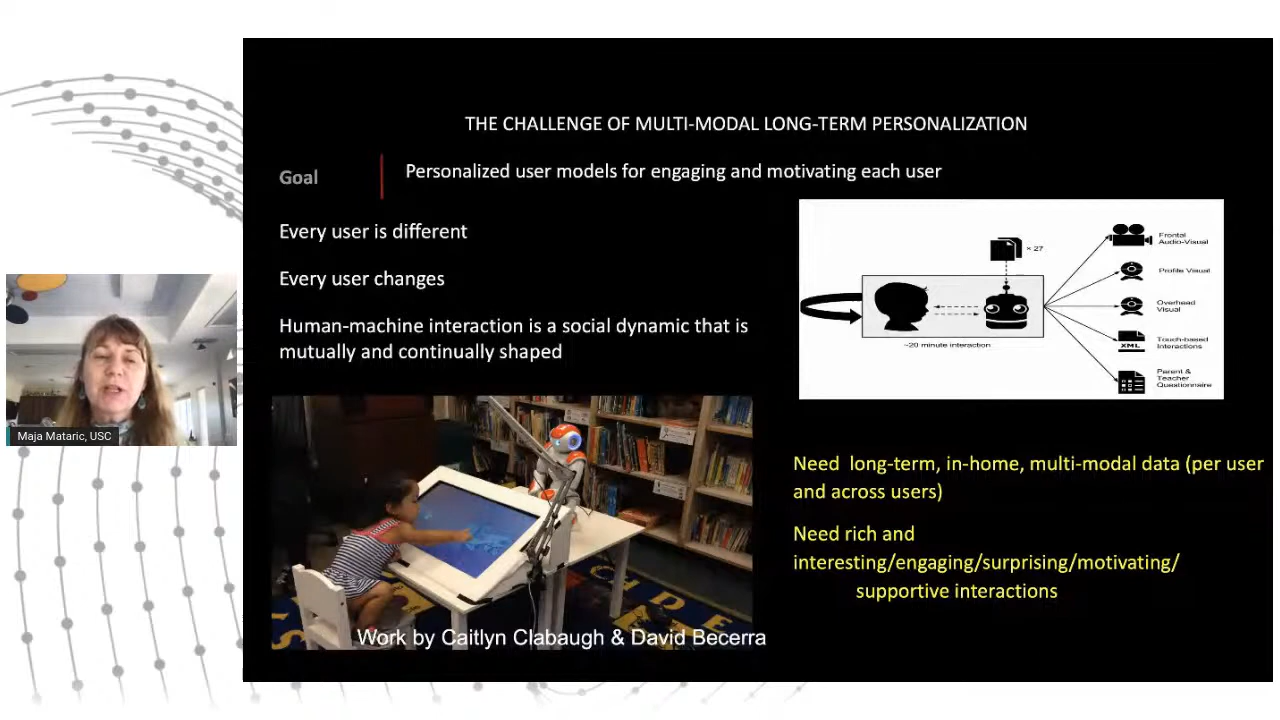 THE CHALLENGE OF MULTI-MODAL LONG-TERM PERSONALIZATION
Goal
Personalized user models for engaging and motivating each user
Every user is different
Every user changes
Human-machine interaction is a social dynamic that is
mutually and continually shaped
× 27
~20 minute interaction
Frontal
Audio-Visual
Profile Visual
Overhead
Visual
XML
Touch-based
Interactions
Parent &
Teacher
Questionnaire
Maja Mataric, USC
Work by Caitlyn Clabaugh & David Becerra
Need long-term, in-home, multi-modal data (per user
and across users)
Need rich and
interesting/engaging/surprising/motivating/
supportive interactions